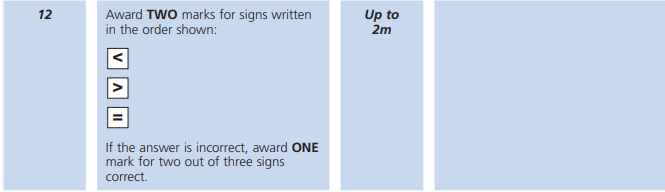 12
Award TWO marks for signs written
in the order shown:
<
>
=
If the answer is incorrect, award ONE
mark for two out of three signs
correct.
Up to
2m